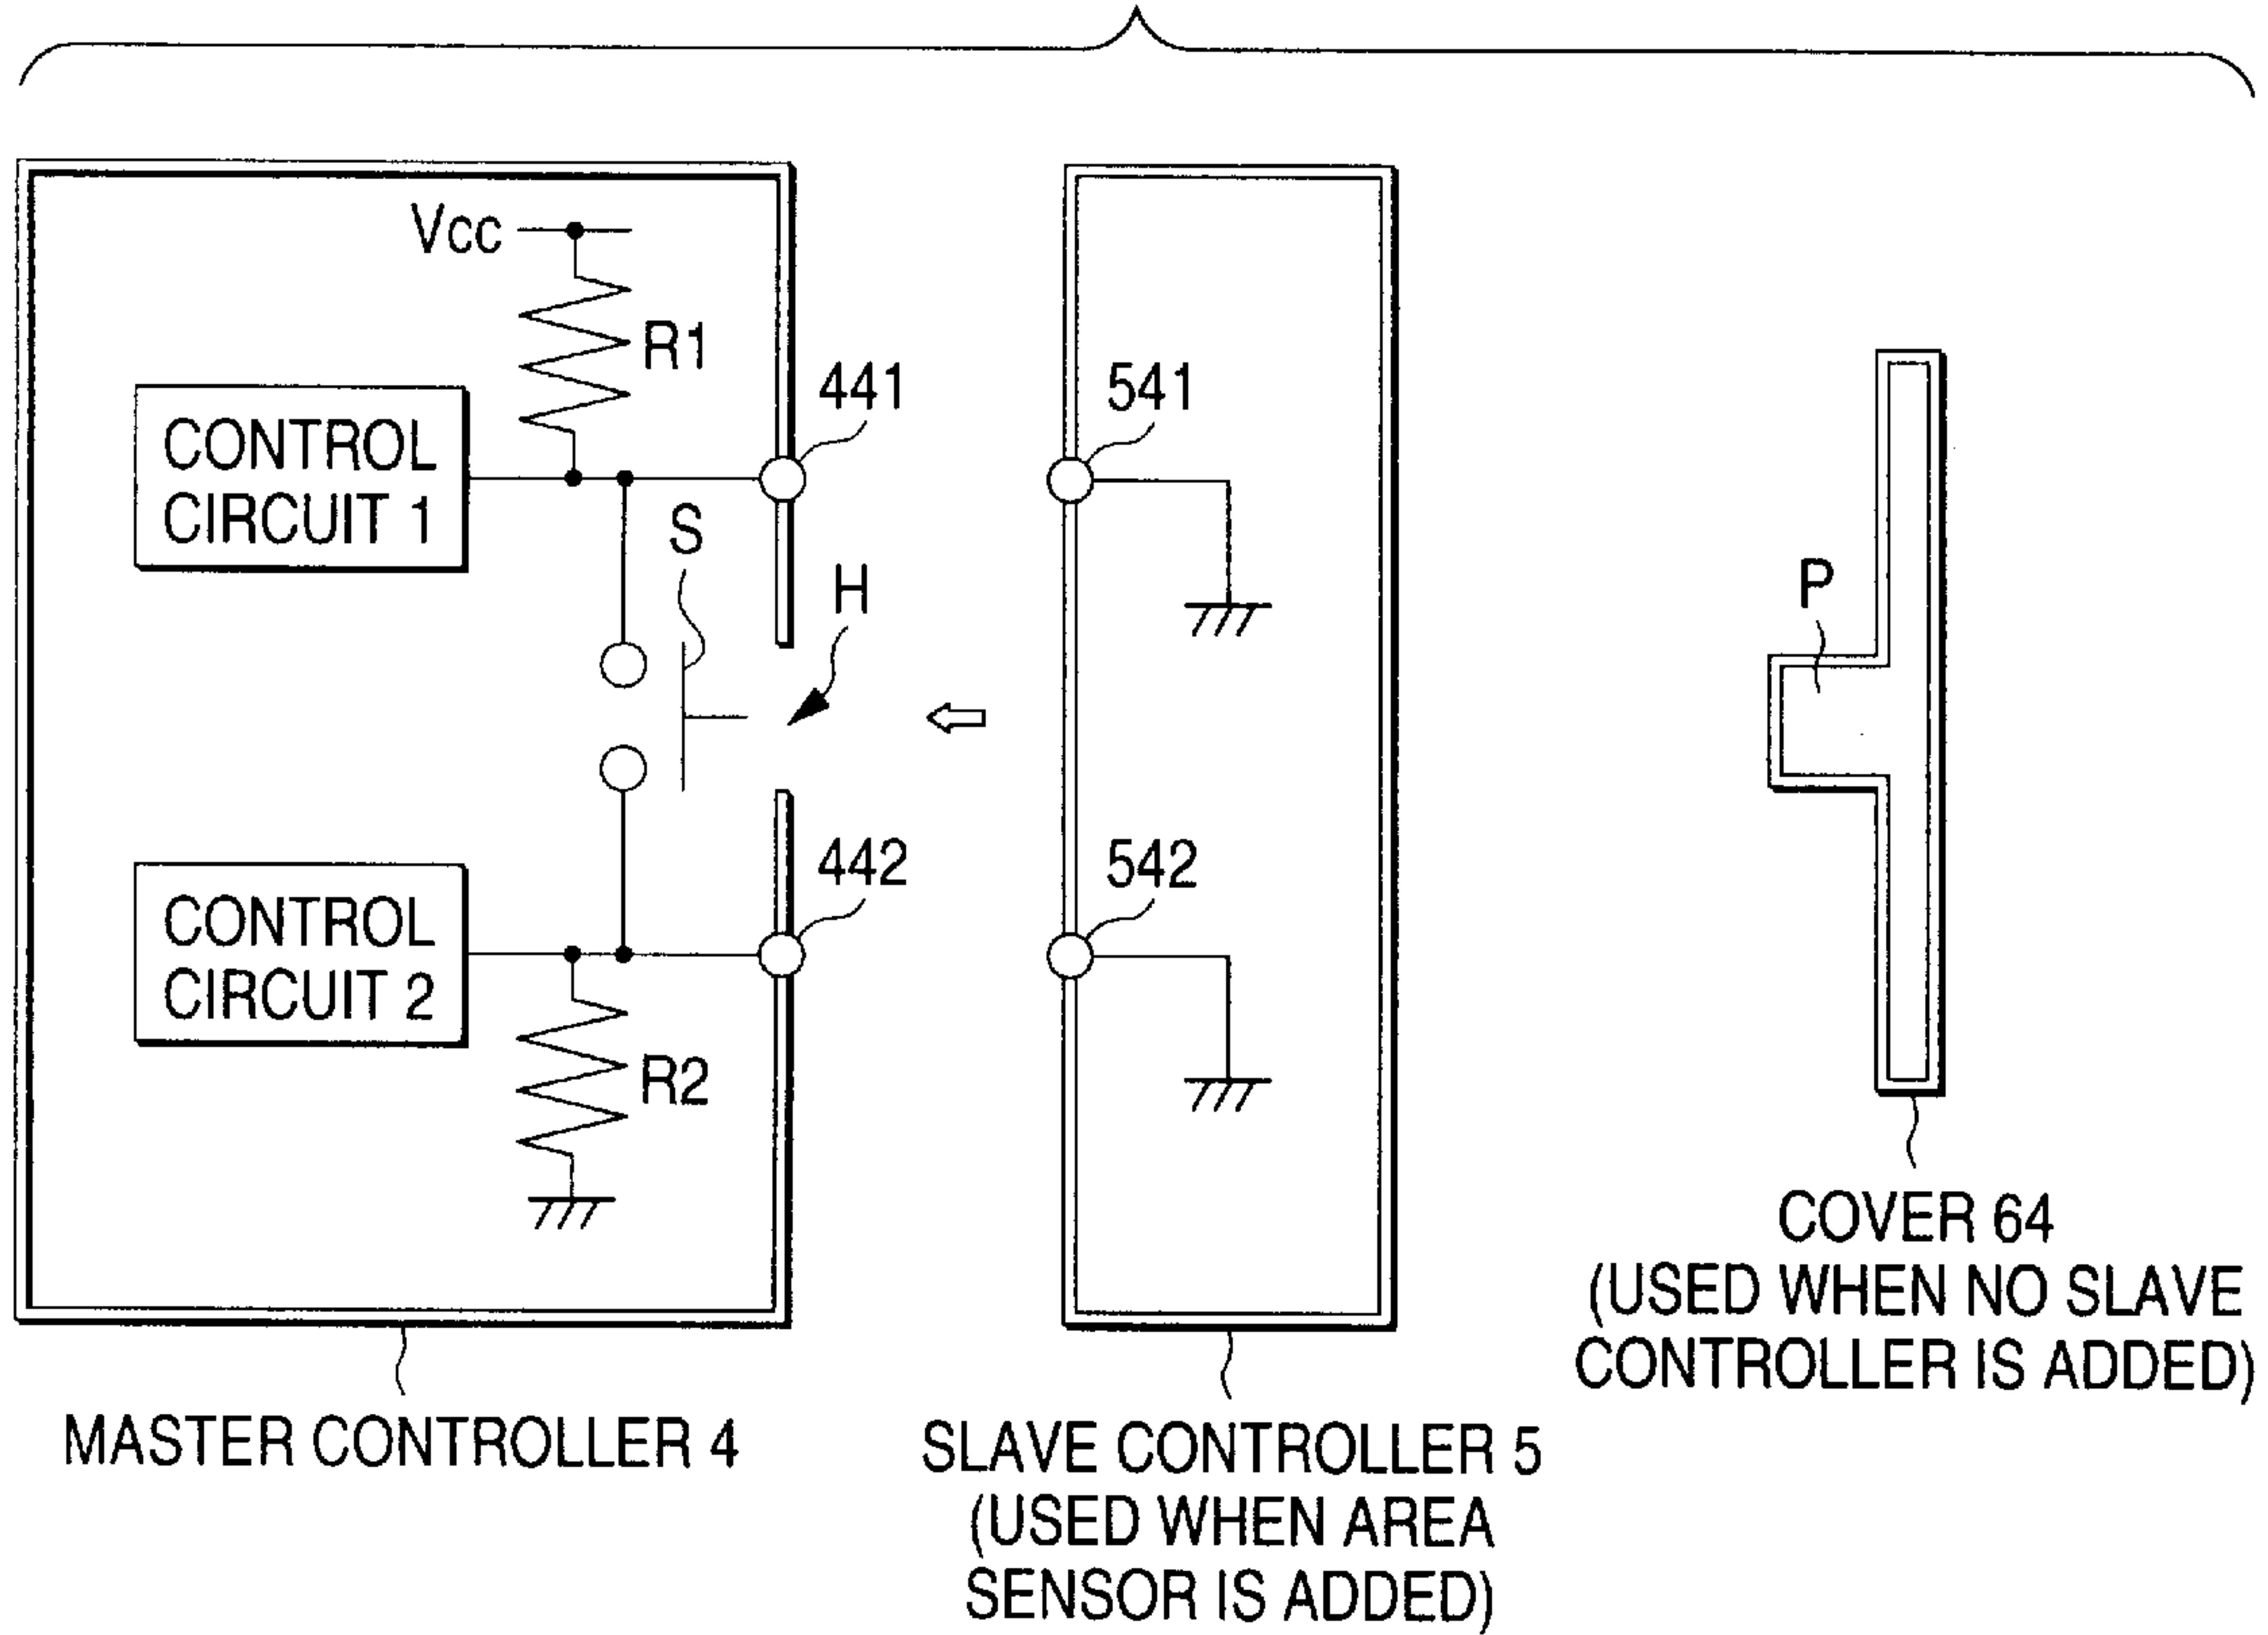 Vcc
R1
441
CONTROL
CIRCUIT 1
S
H
442
CONTROL
CIRCUIT 2
R2
MASTER CONTROLLER 4
541
542
SLAVE CONTROLLER 5
(USED WHEN AREA
SENSOR IS ADDED)
P
COVER 64
(USED WHEN NO SLAVE
CONTROLLER IS ADDED)